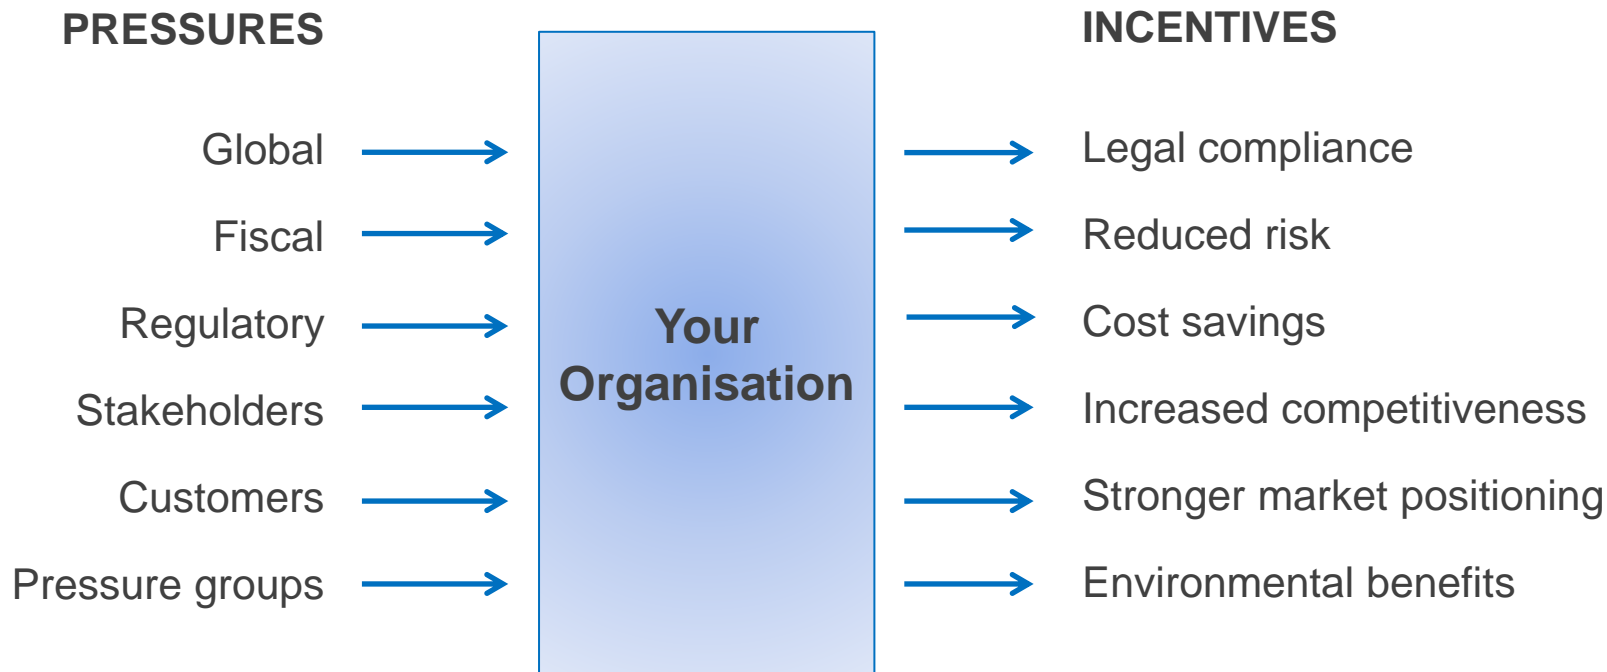 PRESSURES
Global
Fiscal
Regulatory
Stakeholders
Customers
Pressure groups
Your
Organisation
INCENTIVES
Legal compliance
Reduced risk
Cost savings
Increased competitiveness
Stronger market positioning
Environmental benefits